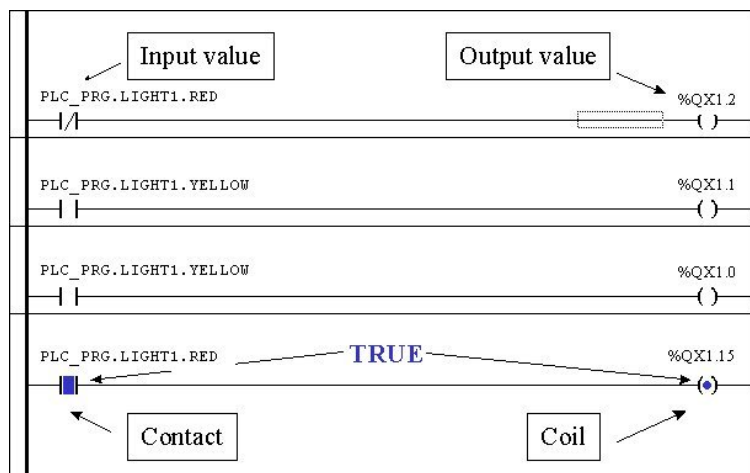 Input value
Output value
PLC_PRG.LIGHT1.RED
%QX1.2
PLC_PRG.LIGHT1.YELLOW
%QX1.1
PLC_PRG.LIGHT1.YELLOW
%QX1.0
PLC_PRG.LIGHT1.RED
TRUE
%QX1.15
Contact
Coil